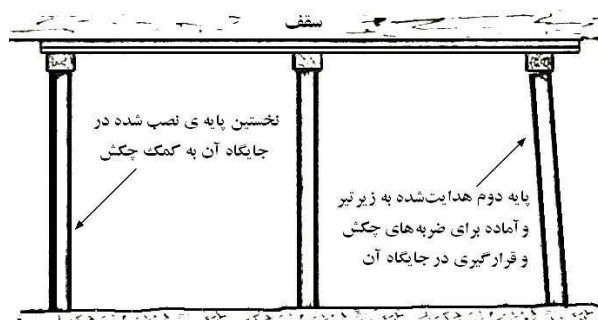 سقف
نخستین پایه ی نصب شده در
جایگاه آن به کمک چکش
پایه دوم هدایت‌شده به زیرتیر
و آماده برای ضربه‌های چکش
و قرارگیری در جایگاه آن